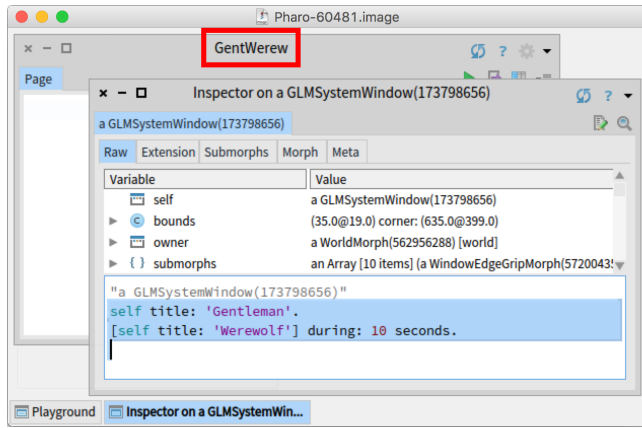 Pharo-60481.image
GentWerew
Page
Inspector on a GLMSystemWindow(173798656)
a GLMSystemWindow(173798656)
Raw Extension Submorphs Morph Meta
Variable Value
self a GLMSystemWindow(173798656)
bounds (35.0@19.0) corner: (635.0@399.0)
owner a WorldMorph(562956288) [world]
{ } submorphs an Array [10 items] (a WindowEdgeGripMorph(5720043
"a GLMSystemWindow(173798656)"
self title: 'Gentleman'.
[self title: 'Werewolf'] during: 10 seconds.
Playground Inspector on a GLMSystemWin...